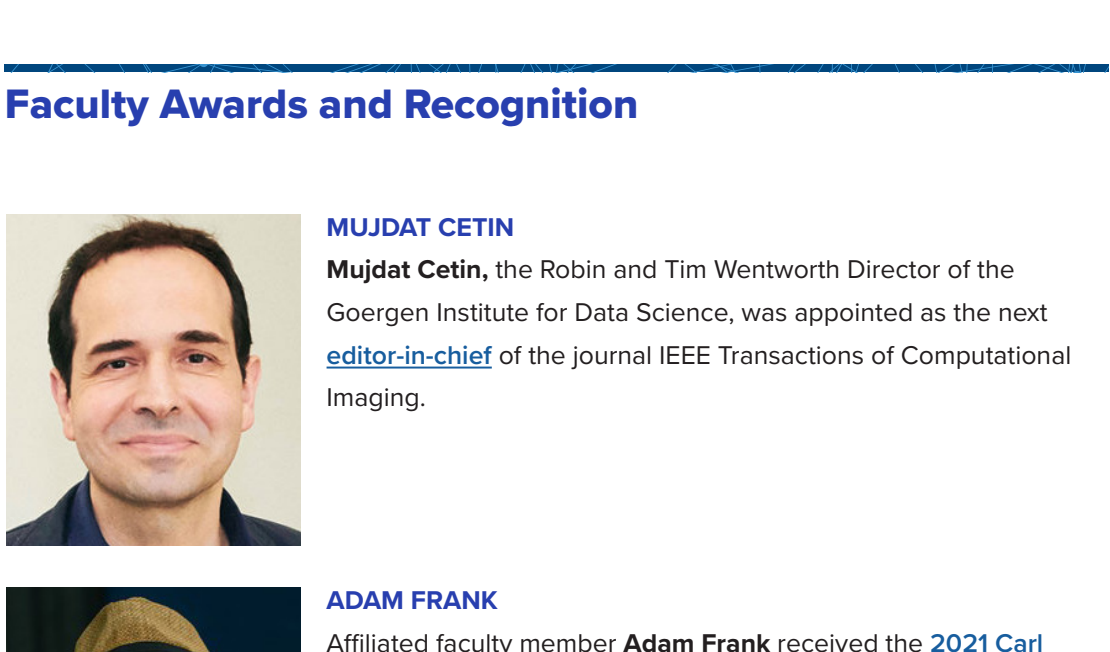 Faculty Awards and Recognition
MUJDAT CETIN
Mujdat Cetin, the Robin and Tim Wentworth Director of the
Goergen Institute for Data Science, was appointed as the next
editor-in-chief of the journal IEEE Transactions of Computational
Imaging.
ADAM FRANK
Affiliated faculty member Adam Frank received the 2021 Carl